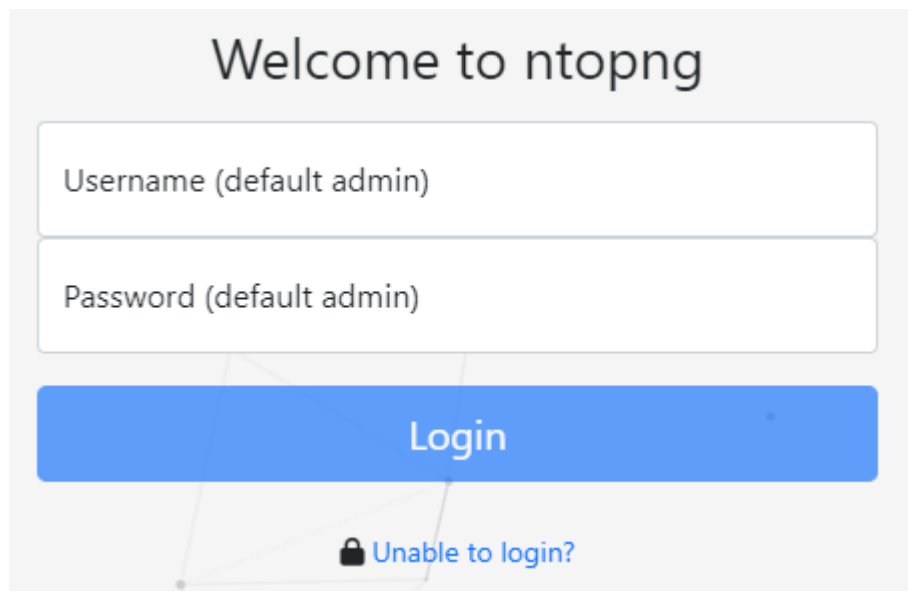 Welcome to ntopng
Username (default admin)
Password (default admin)
Login
Unable to login?